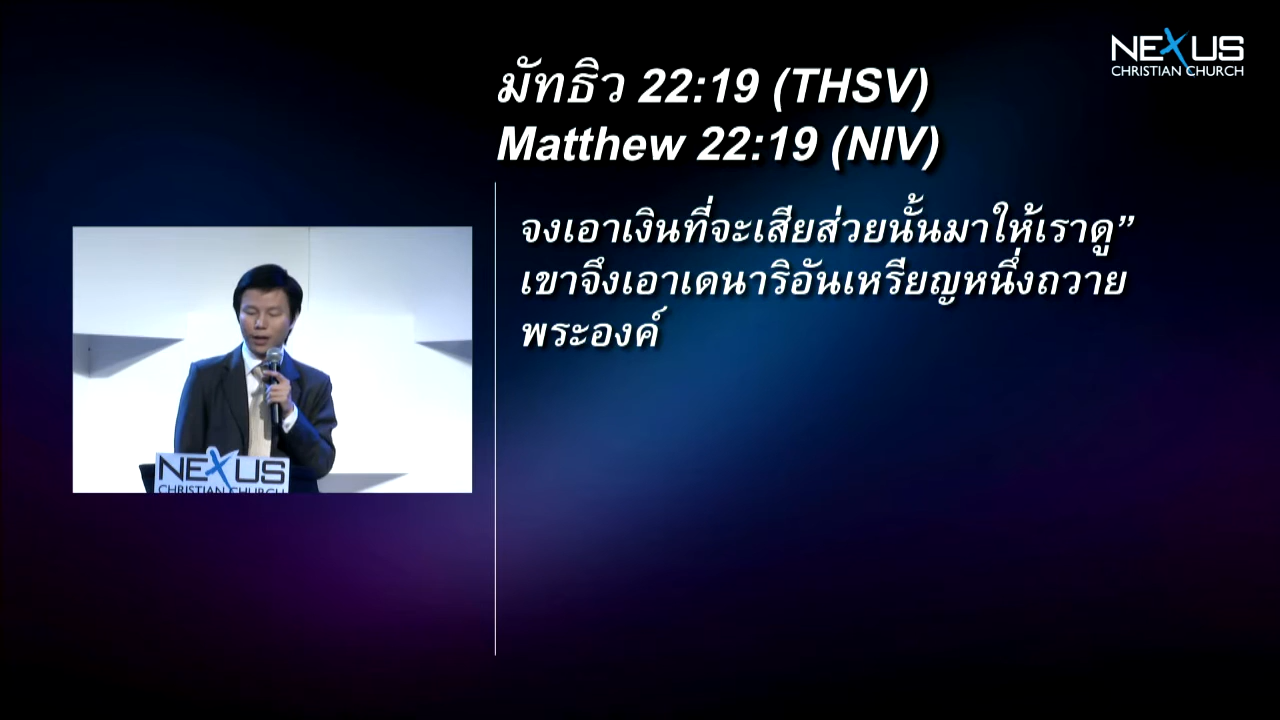 NEXUS
CHRISTIAN CHURCH
มัทธิว 22:19 (THSV)
Matthew 22:19 (NIV)
จงเอาเงินที่จะเสียส่วยนั้นมาให้เราดู”
เขาจึงเอาเดนาริอันเหรียญหนึ่งถวาย
พระองค์
NEXUS
CHRISTIAN CHURCH